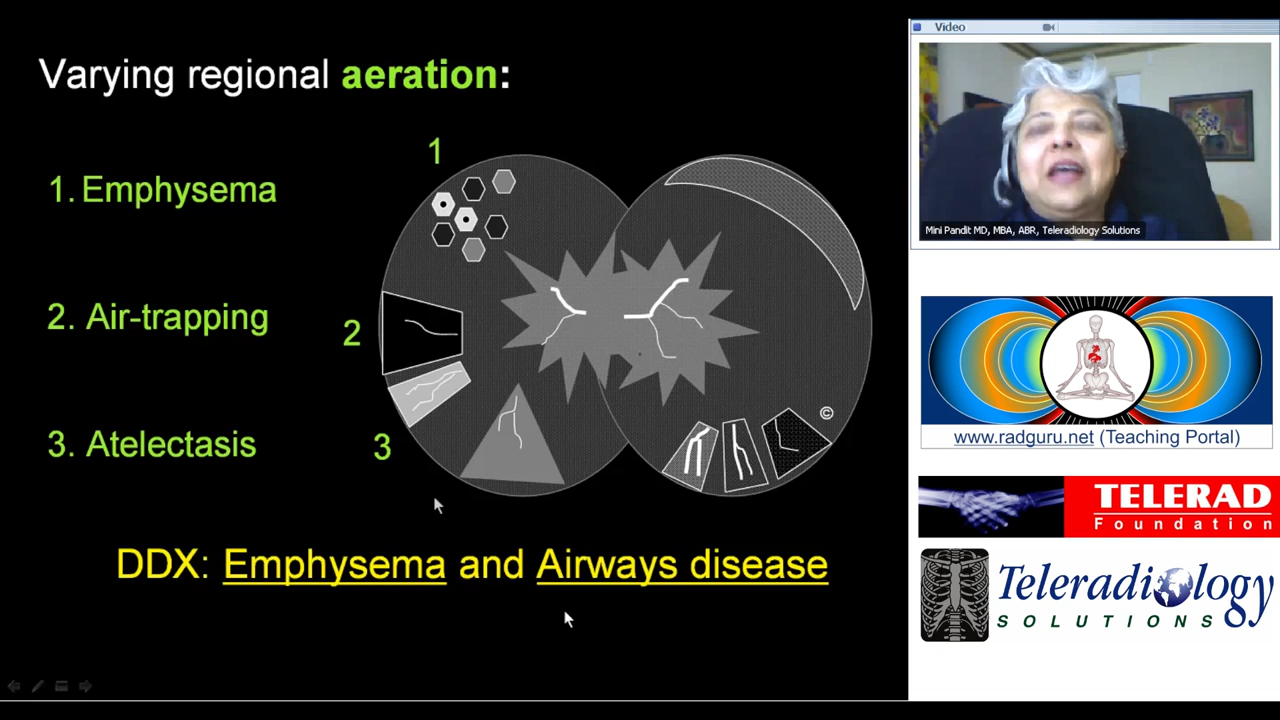 Varying regional aeration:
1. Emphysema
2. Air-trapping
3. Atelectasis
1
2
3
©
DDX: Emphysema and Airways disease
Video
Mini Pandit MD, MBA, ABR, Teleradiology Solutions
www.radguru.net (Teaching Portal)
TELERAD
Foundation
Teleradiology
SOLUTIONS